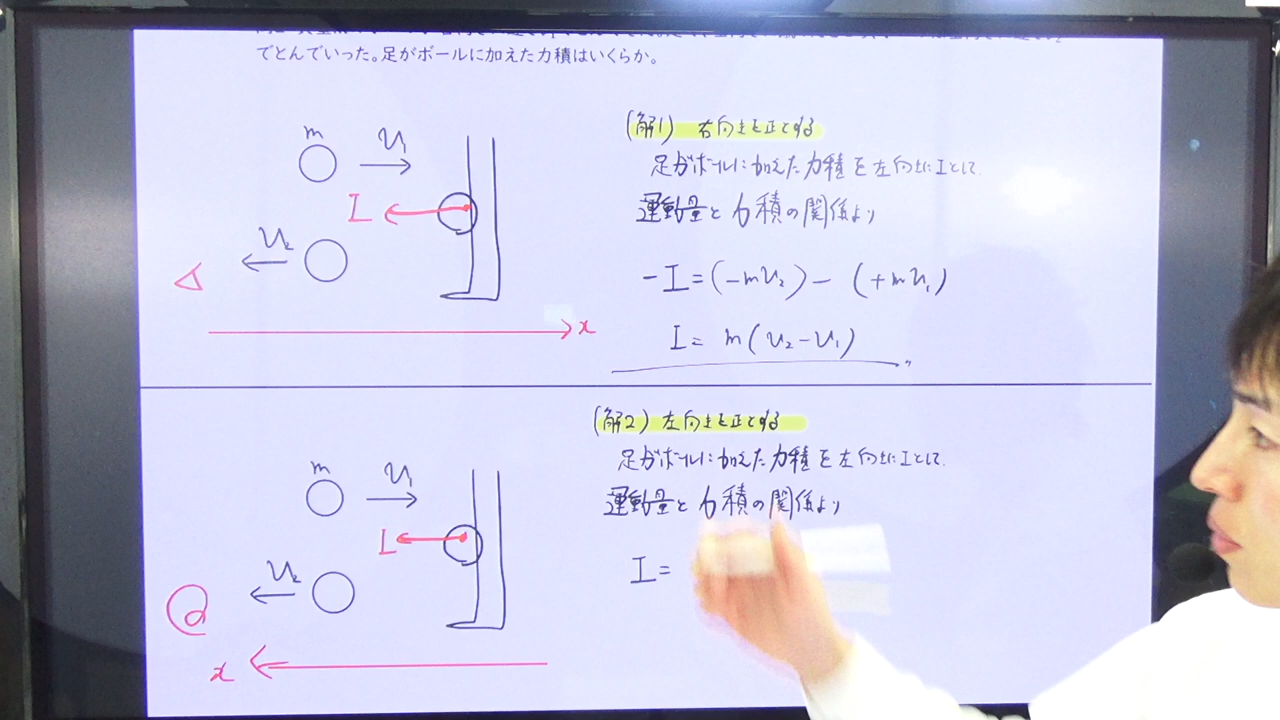 でとんでいった。足がボールに加えた力積はいくらか。
m
v₁
I
v₂
x
(解1) 右向きを正とする
足がボールに加えた力積を左向きにIとして
運動量と力積の関係より
-I=(-mv₂)-(+mv₁)
I= m(v₂-v₁)
m
v₁
I
v₂
x
(解2) 左向きを正とする
足がボールに加えた力積を左向きにIとして
運動量と力積の関係より
I=